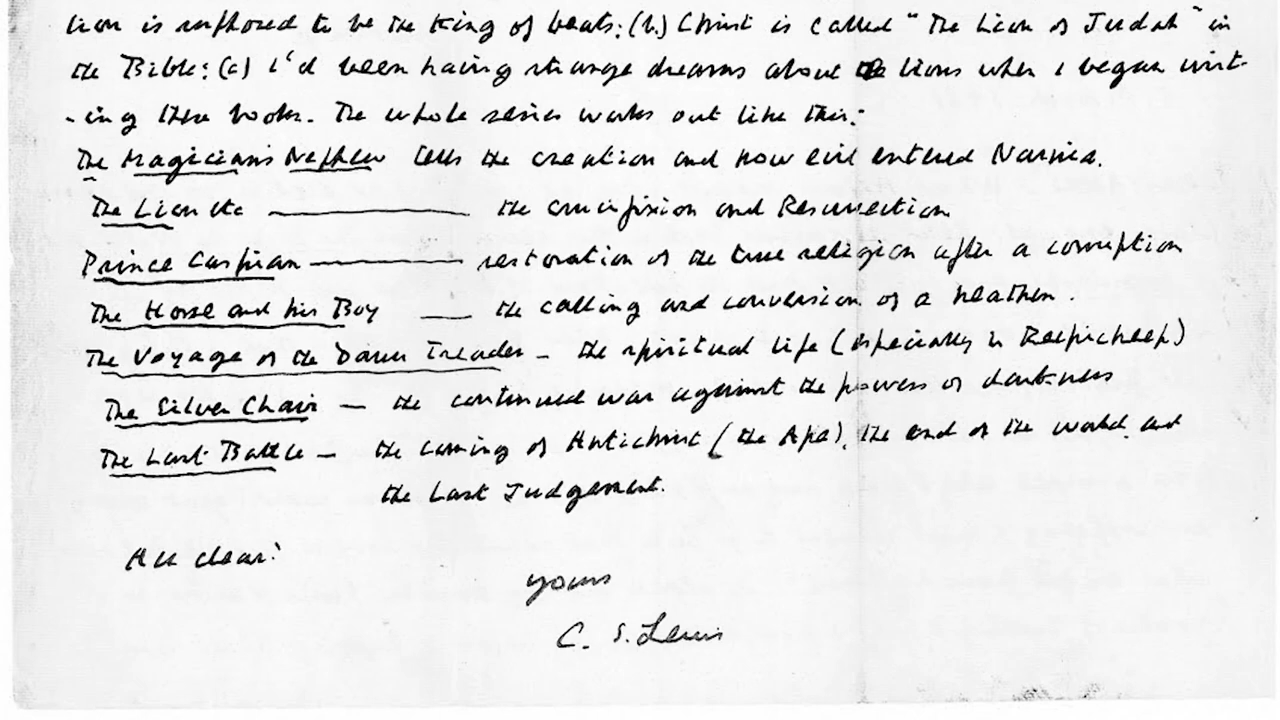 lion is supposed to be the King of beasts: (b.) Christ is called "The Lion of Judah" in
the Bible: (c) I'd been having strange dreams about lions when I began writ-
-ing these books. The whole series works out like this:
The Magician's Nephew tells the creation and how evil entered Narnia.
The Lion etc ———— the crucifixion and Resurrection
Prince Caspian ———— restoration of the true religion after a corruption
The Horse and his Boy —— the calling and conversion of a heathen.
The Voyage of the Dawn Treader – the spiritual life (especially in Reepicheep)
The Silver Chair – the continued war against the powers of darkness
The Last Battle – the coming of Antichrist (the Ape). The end of the world, and
the Last Judgement.
All clear?
yours
C. S. Lewis